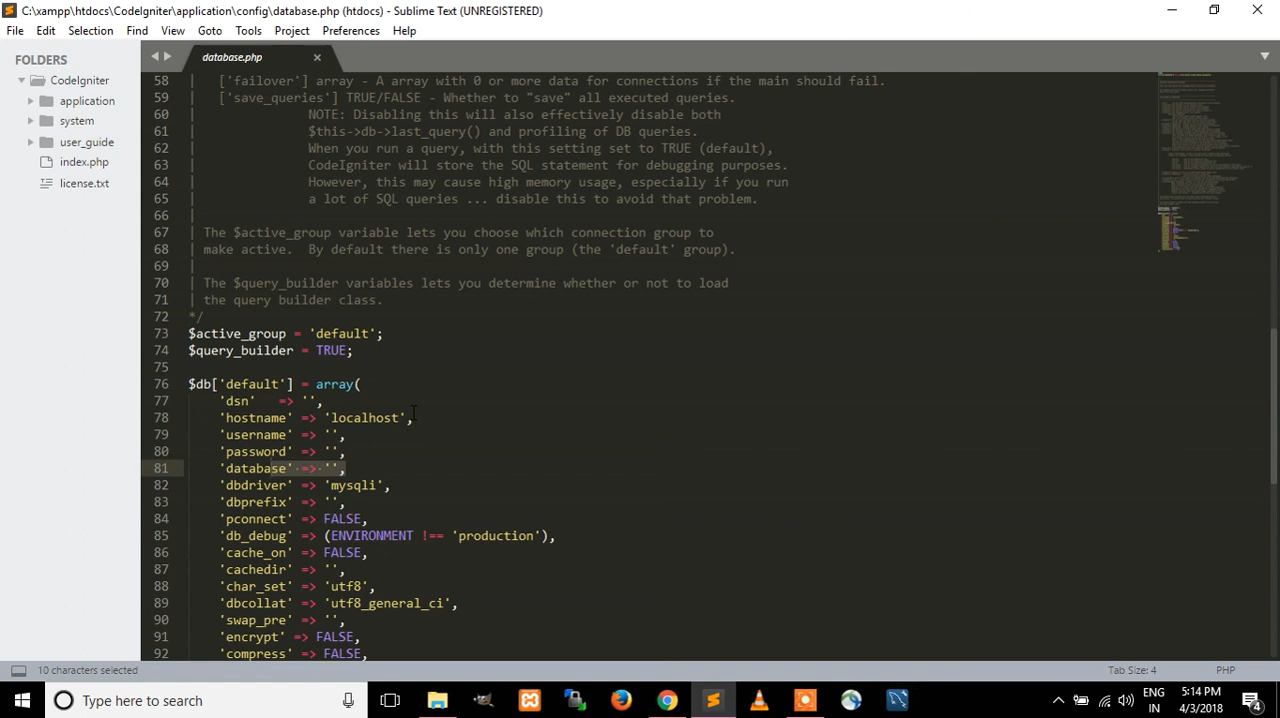 C:\xampp\htdocs\CodeIgniter\application\config\database.php (htdocs) - Sublime Text (UNREGISTERED)
File Edit Selection Find View Goto Tools Project Preferences Help
FOLDERS
CodeIgniter
application
system
user_guide
index.php
license.txt
database.php
58 |   ['failover'] array - A array with 0 or more data for connections if the main should fail.
59 |   ['save_queries'] TRUE/FALSE - Whether to "save" all executed queries.
60 |               NOTE: Disabling this will also effectively disable both
61 |               $this->db->last_query() and profiling of DB queries.
62 |               When you run a query, with this setting set to TRUE (default),
63 |               CodeIgniter will store the SQL statement for debugging purposes.
64 |               However, this may cause high memory usage, especially if you run
65 |               a lot of SQL queries ... disable this to avoid that problem.
66 |
67 | The $active_group variable lets you choose which connection group to
68 | make active.  By default there is only one group (the 'default' group).
69 |
70 | The $query_builder variables lets you determine whether or not to load
71 | the query builder class.
72 */
73 $active_group = 'default';
74 $query_builder = TRUE;
75
76 $db['default'] = array(
77     'dsn'   => '',
78     'hostname' => 'localhost',
79     'username' => '',
80     'password' => '',
81     'database' => '',
82     'dbdriver' => 'mysqli',
83     'dbprefix' => '',
84     'pconnect' => FALSE,
85     'db_debug' => (ENVIRONMENT !== 'production'),
86     'cache_on' => FALSE,
87     'cachedir' => '',
88     'char_set' => 'utf8',
89     'dbcollat' => 'utf8_general_ci',
90     'swap_pre' => '',
91     'encrypt' => FALSE,
92     'compress' => FALSE,
10 characters selected
Tab Size: 4
PHP
Type here to search
ENG
IN
5:14 PM
4/3/2018
4